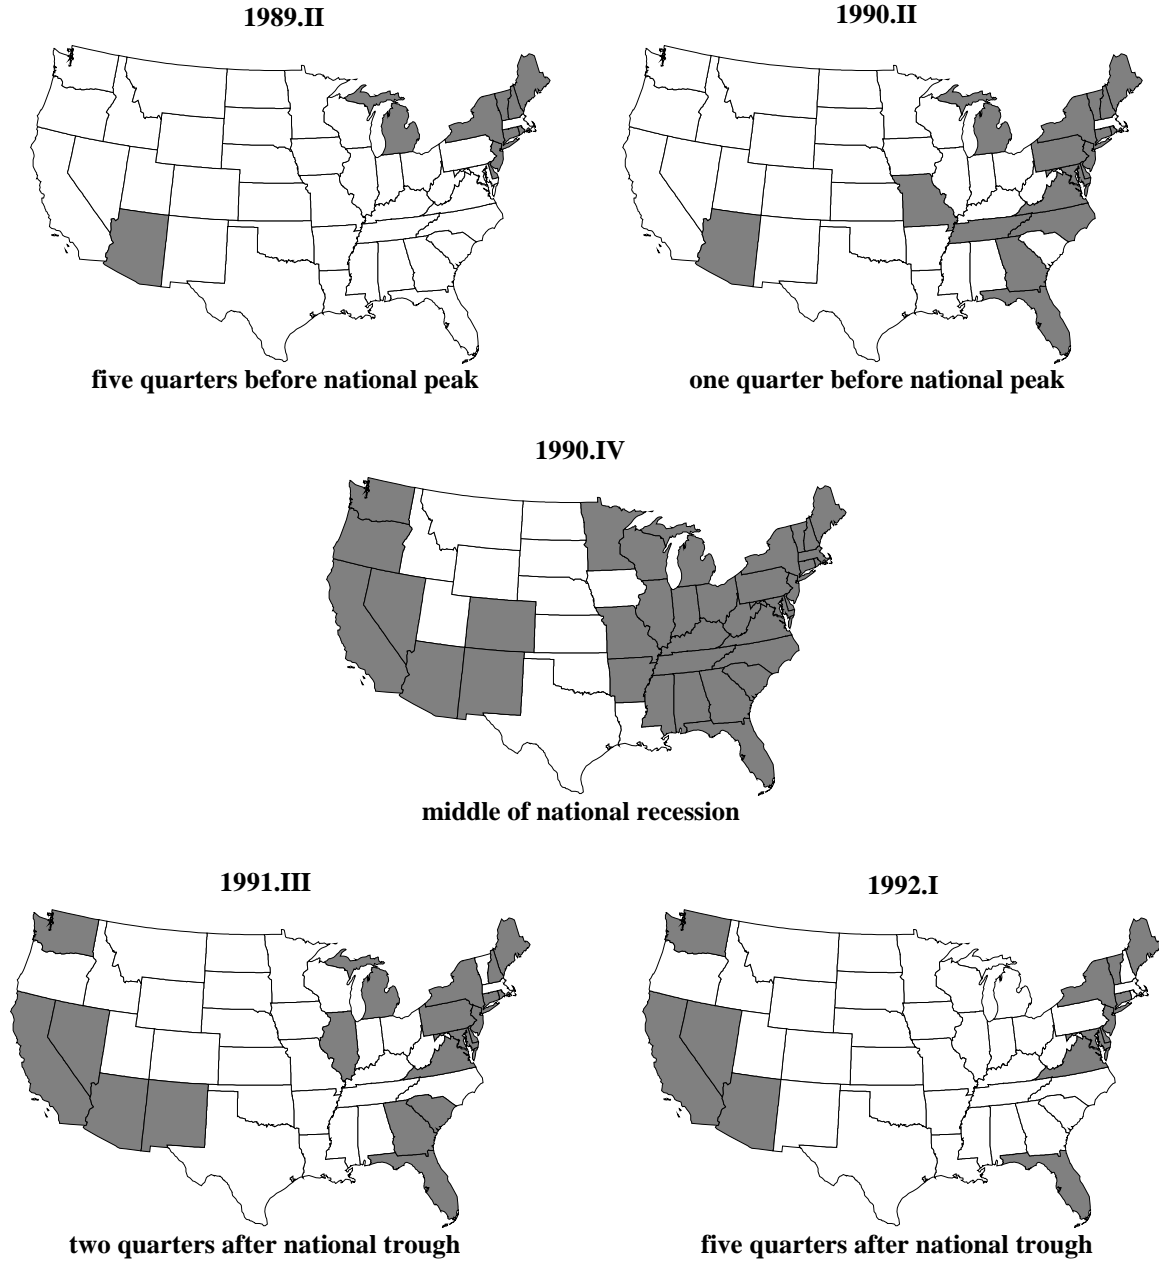 1989.II
1990.II
five quarters before national peak
one quarter before national peak
1990.IV
middle of national recession
1991.III
1992.I
two quarters after national trough
five quarters after national trough